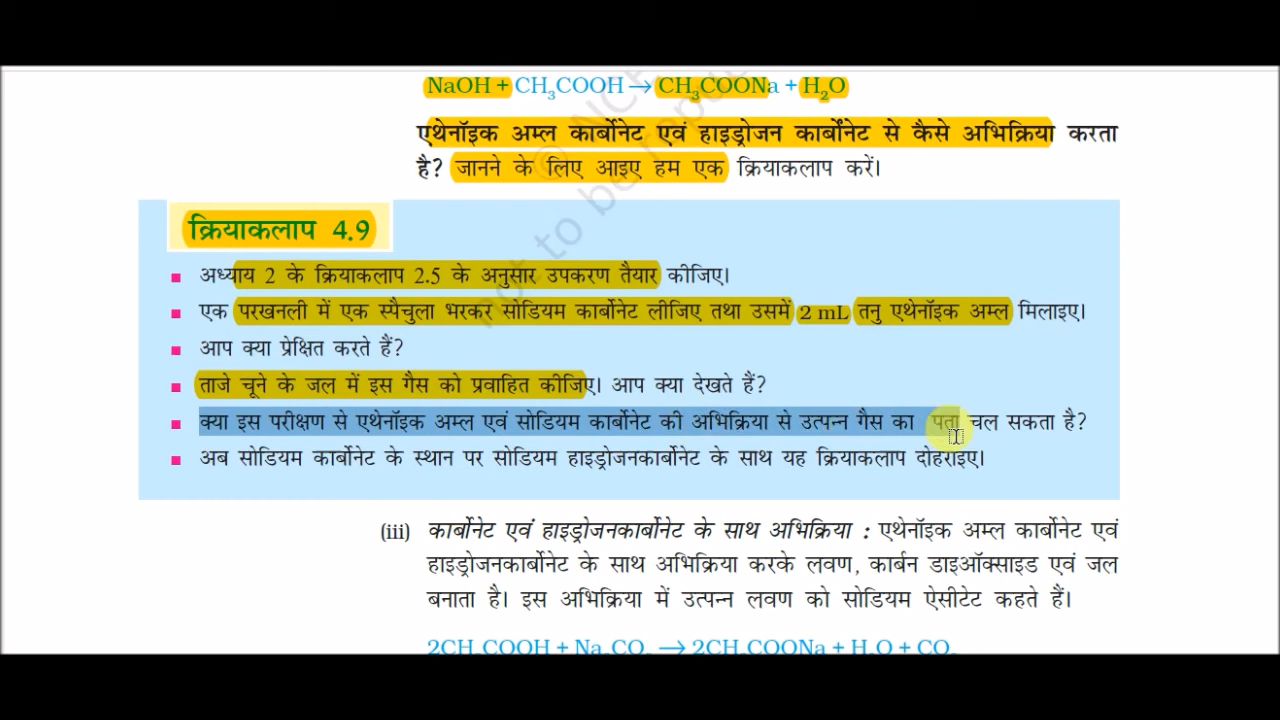 NaOH + CH₃COOH → CH₃COONa + H₂O
एथेनॉइक अम्ल कार्बोनेट एवं हाइड्रोजन कार्बोनेट से कैसे अभिक्रिया करता
है? जानने के लिए आइए हम एक क्रियाकलाप करें।
क्रियाकलाप 4.9
अध्याय 2 के क्रियाकलाप 2.5 के अनुसार उपकरण तैयार कीजिए।
एक परखनली में एक स्पैचुला भरकर सोडियम कार्बोनेट लीजिए तथा उसमें 2 mL तनु एथेनॉइक अम्ल मिलाइए।
आप क्या प्रेक्षित करते हैं?
ताजे चूने के जल में इस गैस को प्रवाहित कीजिए। आप क्या देखते हैं?
क्या इस परीक्षण से एथेनॉइक अम्ल एवं सोडियम कार्बोनेट की अभिक्रिया से उत्पन्न गैस का पता चल सकता है?
अब सोडियम कार्बोनेट के स्थान पर सोडियम हाइड्रोजनकार्बोनेट के साथ यह क्रियाकलाप दोहराइए।
(iii) कार्बोनेट एवं हाइड्रोजनकार्बोनेट के साथ अभिक्रिया : एथेनॉइक अम्ल कार्बोनेट एवं
हाइड्रोजनकार्बोनेट के साथ अभिक्रिया करके लवण, कार्बन डाइऑक्साइड एवं जल
बनाता है। इस अभिक्रिया में उत्पन्न लवण को सोडियम ऐसीटेट कहते हैं।
2CH₃COOH + Na₂CO₃ → 2CH₃COONa + H₂O + CO₂